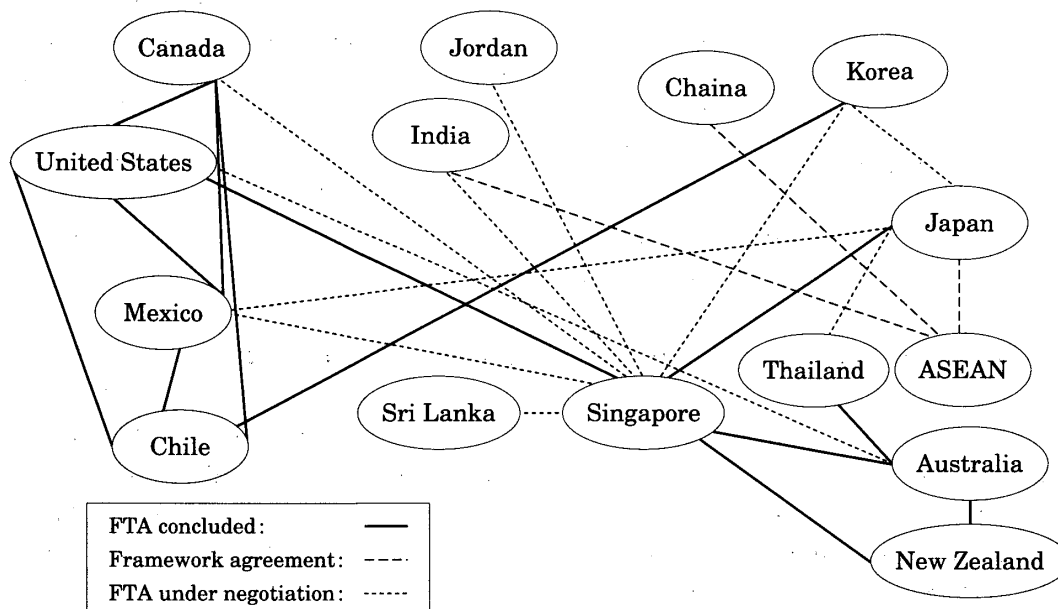 Canada
Jordan
Korea
Chaina
India
United States
Japan
Mexico
Thailand
ASEAN
Sri Lanka
Singapore
Chile
Australia
New Zealand
FTA concluded:
Framework agreement:
FTA under negotiation: